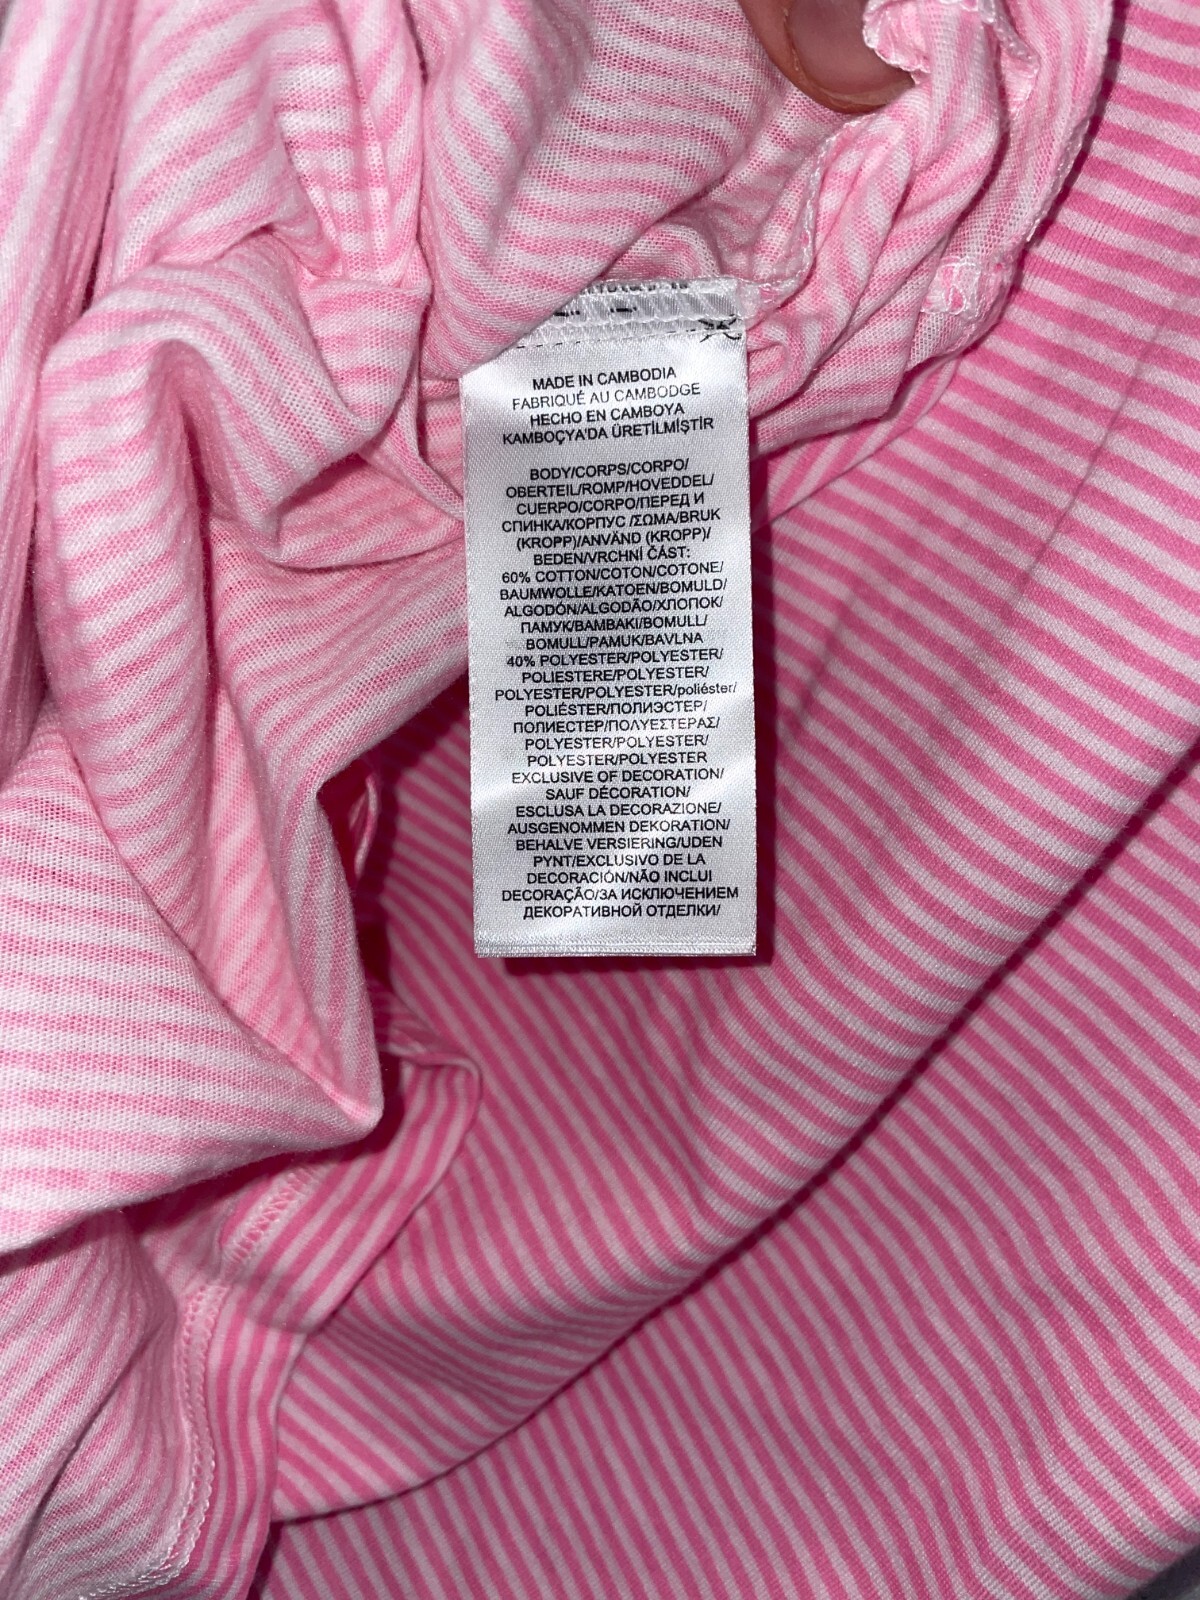 MADE IN CAMBODIA
FABRIQUÉ AU CAMBODGE
HECHO EN CAMBOYA
KAMBOÇYA'DA ÜRETİLMİŞTİR
BODY/CORPS/CORPO/
OBERTEIL/ROMP/HOVEDDEL/
CUERPO/CORPO/ПЕРЕД И
СПИНКА/КОРПУС /ΣΩΜΑ/BRUK
(KROPP)/ANVÄND (KROPP)/
BEDEN/VRCHNÍ ČÁST:
60% COTTON/COTON/COTONE/
BAUMWOLLE/KATOEN/BOMULD/
ALGODÓN/ALGODÃO/ХЛОПОК/
ПАМУК/ΒΑΜΒΑΚΙ/BOMULL/
BOMULL/PAMUK/BAVLNA
40% POLYESTER/POLYESTER/
POLIESTERE/POLYESTER/
POLYESTER/POLYESTER/poliéster/
POLIÉSTER/ПОЛИЭСТЕР/
ПОЛИЕСТЕР/ΠΟΛΥΕΣΤΕΡΑΣ/
POLYESTER/POLYESTER/
POLYESTER/POLYESTER
EXCLUSIVE OF DECORATION/
SAUF DÉCORATION/
ESCLUSA LA DECORAZIONE/
AUSGENOMMEN DEKORATION/
BEHALVE VERSIERING/UDEN
PYNT/EXCLUSIVO DE LA
DECORACIÓN/NÃO INCLUI
DECORAÇÃO/ЗА ИСКЛЮЧЕНИЕМ
ДЕКОРАТИВНОЙ ОТДЕЛКИ/